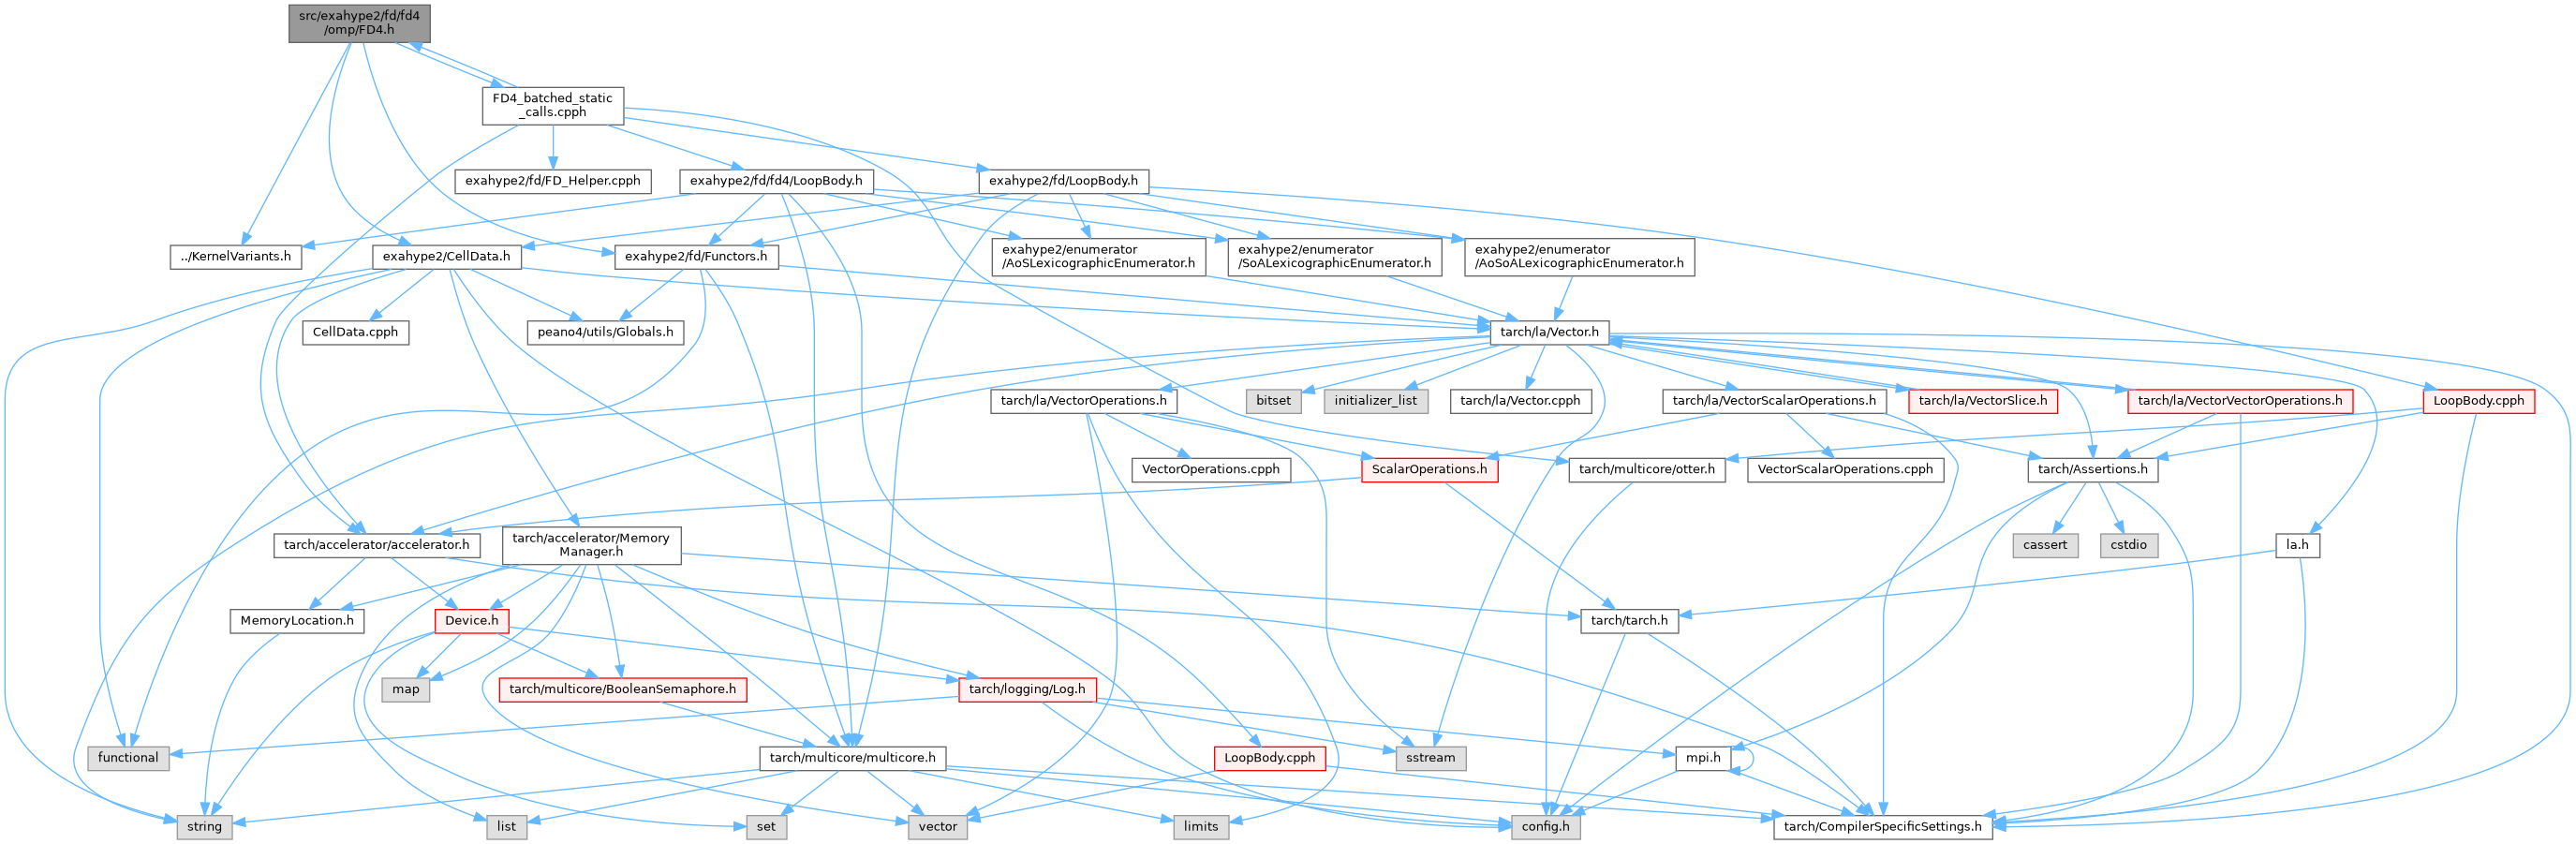 src/exahype2/fd/fd4
/omp/FD4.h
FD4_batched_static
_calls.cpph
exahype2/fd/FD_Helper.cpph
exahype2/fd/fd4/LoopBody.h
exahype2/fd/LoopBody.h
../KernelVariants.h
exahype2/CellData.h
exahype2/fd/Functors.h
exahype2/enumerator
/AoSLexicographicEnumerator.h
exahype2/enumerator
/SoALexicographicEnumerator.h
exahype2/enumerator
/AoSoALexicographicEnumerator.h
CellData.cpph
peano4/utils/Globals.h
tarch/la/Vector.h
tarch/la/VectorOperations.h
bitset
initializer_list
tarch/la/Vector.cpph
tarch/la/VectorScalarOperations.h
tarch/la/VectorSlice.h
tarch/la/VectorVectorOperations.h
LoopBody.cpph
VectorOperations.cpph
ScalarOperations.h
tarch/multicore/otter.h
VectorScalarOperations.cpph
tarch/Assertions.h
tarch/accelerator/accelerator.h
tarch/accelerator/Memory
Manager.h
cassert
cstdio
la.h
MemoryLocation.h
Device.h
tarch/tarch.h
map
tarch/multicore/BooleanSemaphore.h
tarch/logging/Log.h
functional
tarch/multicore/multicore.h
LoopBody.cpph
sstream
mpi.h
string
list
set
vector
limits
config.h
tarch/CompilerSpecificSettings.h